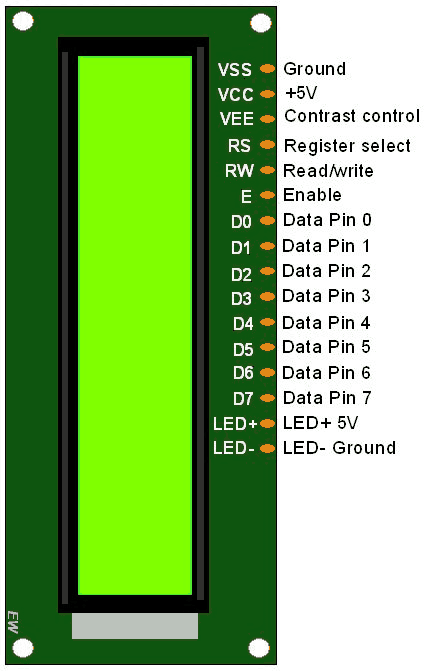 VSS Ground
VCC +5V
VEE Contrast control
RS Register select
RW Read/write
E Enable
D0 Data Pin 0
D1 Data Pin 1
D2 Data Pin 2
D3 Data Pin 3
D4 Data Pin 4
D5 Data Pin 5
D6 Data Pin 6
D7 Data Pin 7
LED+ LED+ 5V
LED- LED- Ground
EW